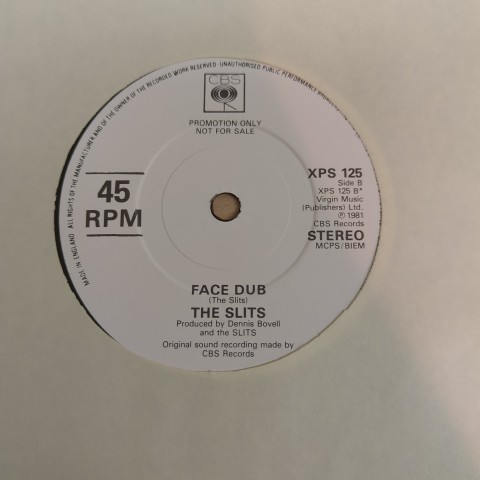 MADE IN ENGLAND ALL RIGHTS OF THE MANUFACTURER AND OF THE OWNER OF THE RECORDED WORK RESERVED UNAUTHORISED PUBLIC PERFORMANCE BROADCASTING
CBS
PROMOTION ONLY
NOT FOR SALE
45
RPM
XPS 125
Side B
XPS 125 B*
Virgin Music
(Publishers) Ltd.
℗ 1981
CBS Records
STEREO
MCPS/BIEM
FACE DUB
(The Slits)
THE SLITS
Produced by Dennis Bovell
and the SLITS
Original sound recording made by
CBS Records